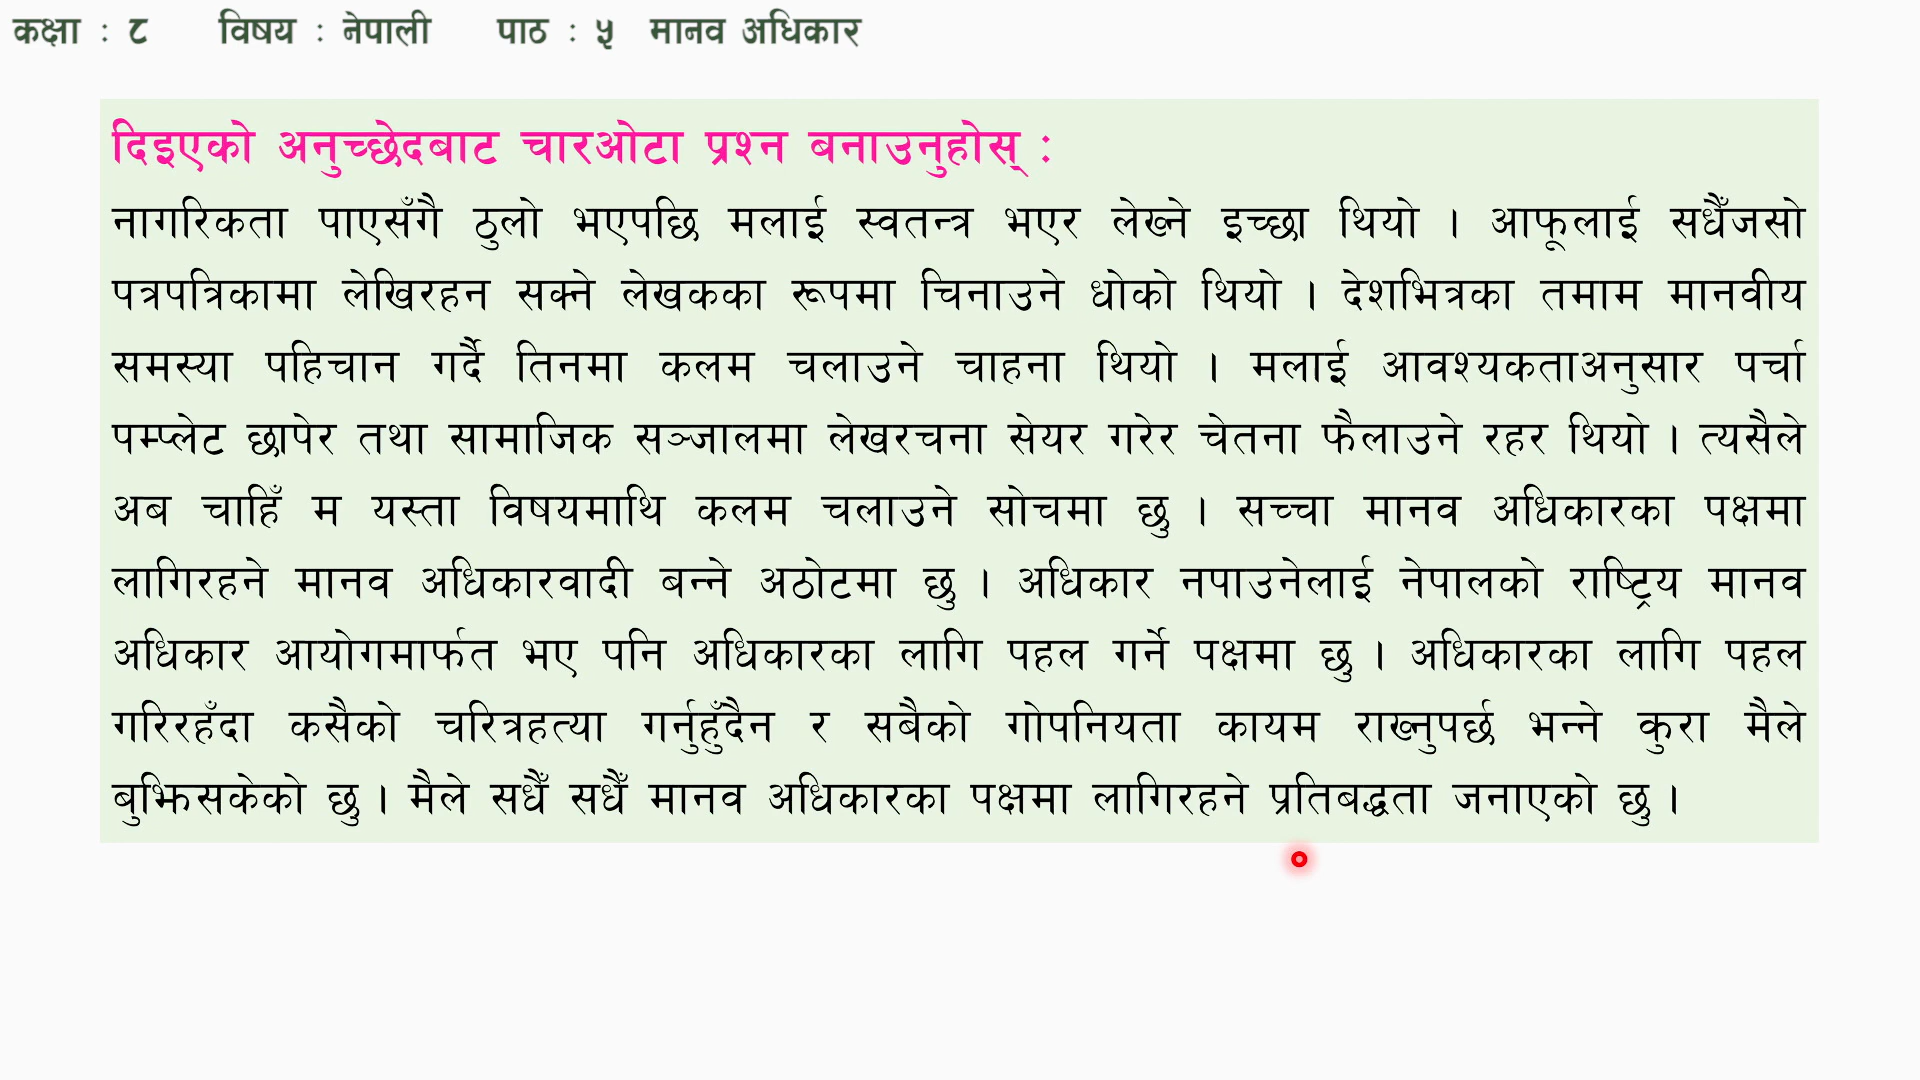 कक्षा : ८ विषय : नेपाली पाठ : ५ मानव अधिकार
दिइएको अनुच्छेदबाट चारओटा प्रश्न बनाउनुहोस् :
नागरिकता पाएसँगै ठुलो भएपछि मलाई स्वतन्त्र भएर लेख्ने इच्छा थियो । आफूलाई सधैँजसो
पत्रपत्रिकामा लेखिरहन सक्ने लेखकका रूपमा चिनाउने धोको थियो । देशभित्रका तमाम मानवीय
समस्या पहिचान गर्दै तिनमा कलम चलाउने चाहना थियो । मलाई आवश्यकताअनुसार पर्चा
पम्प्लेट छापेर तथा सामाजिक सञ्जालमा लेखरचना सेयर गरेर चेतना फैलाउने रहर थियो । त्यसैले
अब चाहिँ म यस्ता विषयमाथि कलम चलाउने सोचमा छु । सच्चा मानव अधिकारका पक्षमा
लागिरहने मानव अधिकारवादी बन्ने अठोटमा छु । अधिकार नपाउनेलाई नेपालको राष्ट्रिय मानव
अधिकार आयोगमार्फत भए पनि अधिकारका लागि पहल गर्ने पक्षमा छु । अधिकारका लागि पहल
गरिरहँदा कसैको चरित्रहत्या गर्नुहुँदैन र सबैको गोपनियता कायम राख्नुपर्छ भन्ने कुरा मैले
बुझिसकेको छु । मैले सधैँ सधैँ मानव अधिकारका पक्षमा लागिरहने प्रतिबद्धता जनाएको छु ।